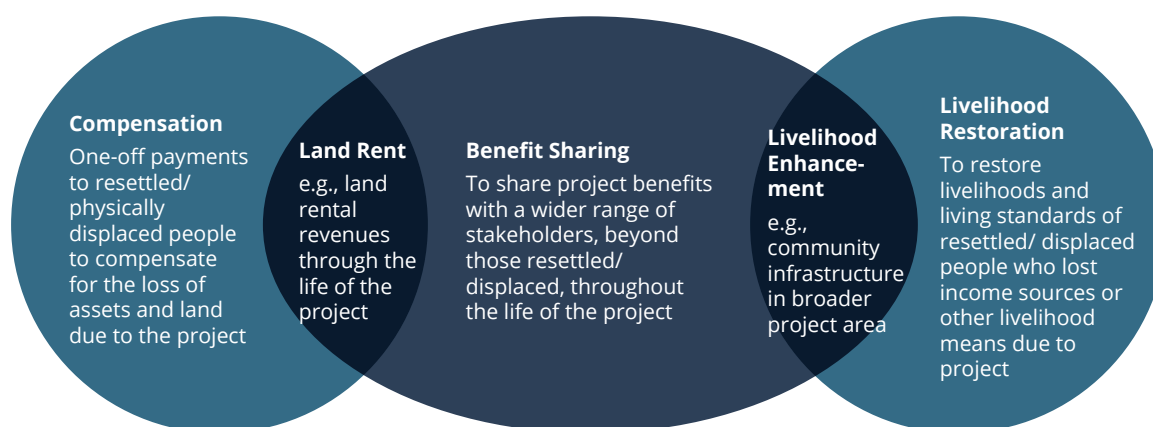 Compensation
One-off payments
to resettled/
physically
displaced people
to compensate
for the loss of
assets and land
due to the project
Land Rent
e.g., land
rental
revenues
through the
life of the
project
Benefit Sharing
To share project benefits
with a wider range of
stakeholders, beyond
those resettled/
displaced, throughout
the life of the project
Livelihood
Enhance-
ment
e.g.,
community
infrastructure
in broader
project area
Livelihood
Restoration
To restore
livelihoods and
living standards of
resettled/ displaced
people who lost
income sources or
other livelihood
means due to
project